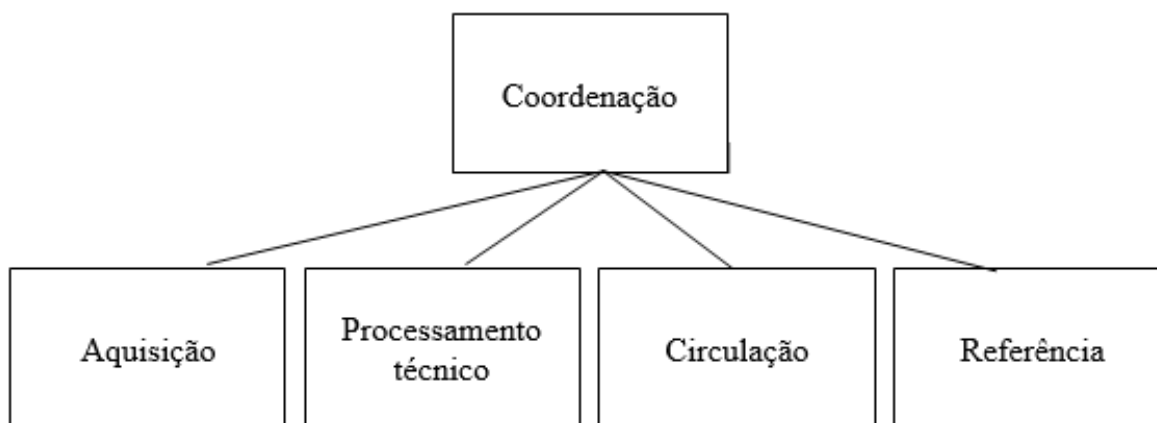 Coordenação
Aquisição
Processamento
técnico
Circulação
Referência